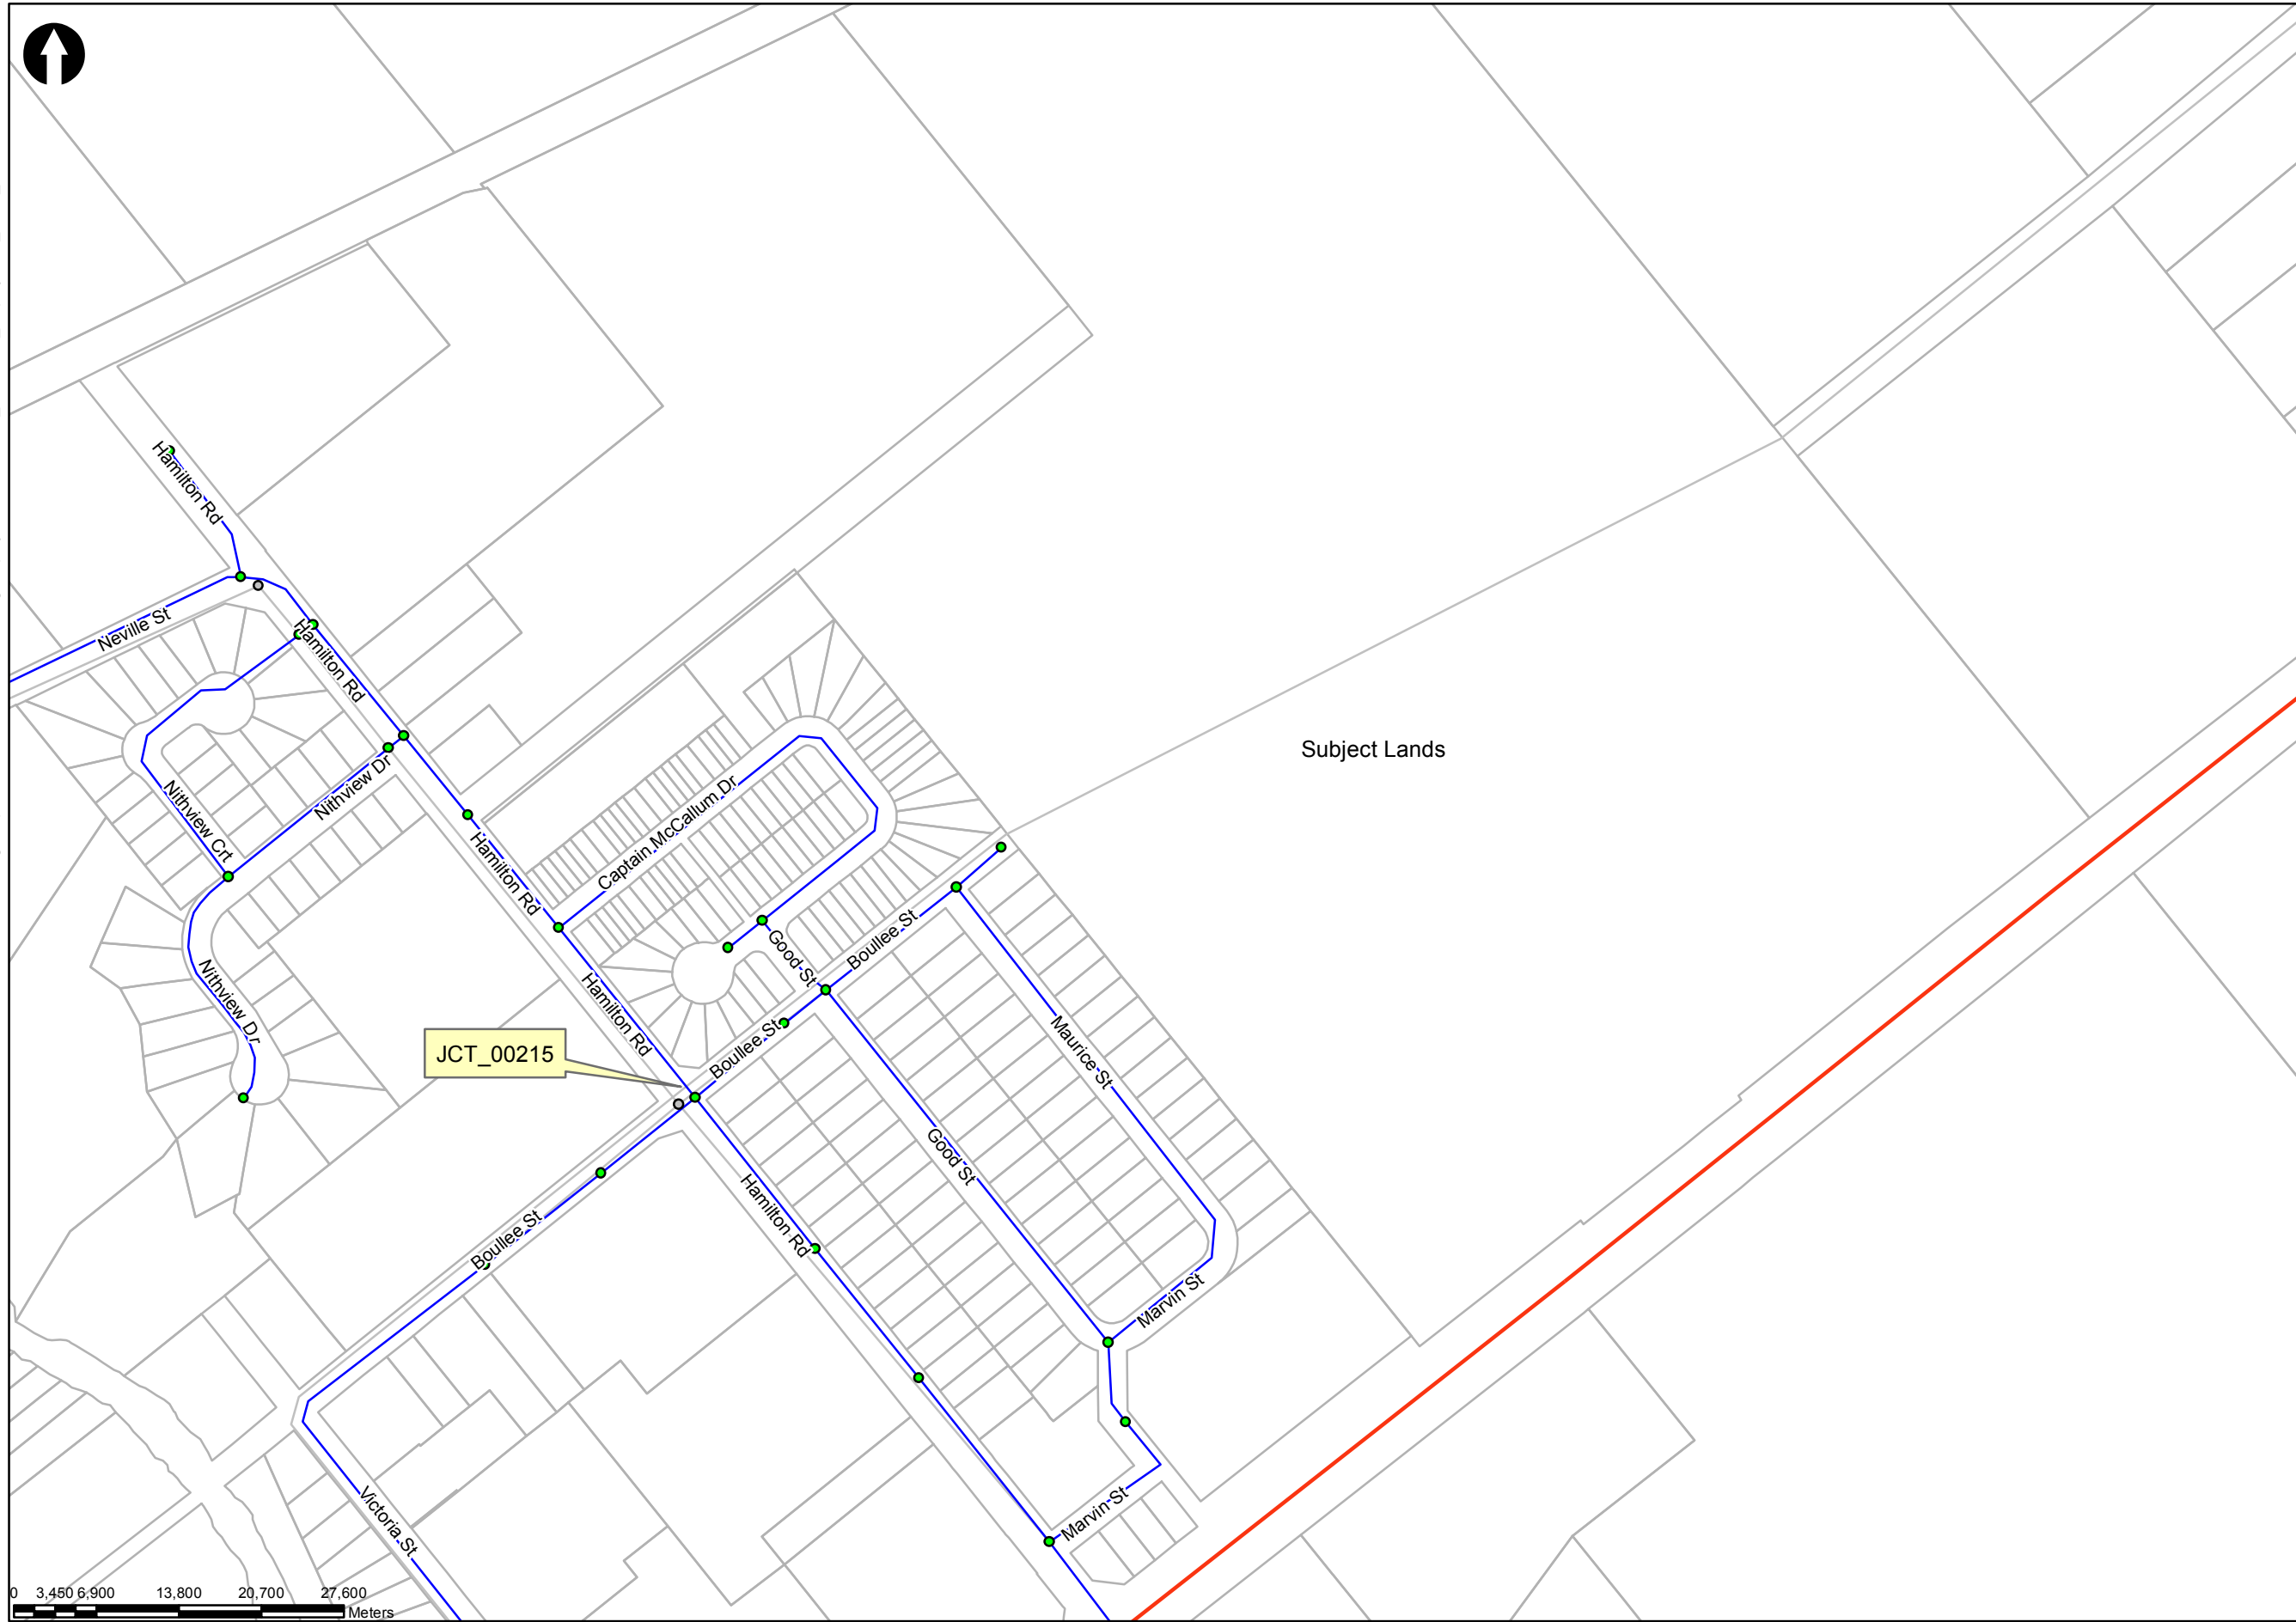 Hamilton Rd
Neville St
Hamilton Rd
Subject Lands
Nithview Dr
Nithview Crt
Captain McCallum Dr
Hamilton Rd
Good St
Boullee St
Nithview Dr
Hamilton Rd
JCT_00215
Boullee St
Maurice St
Good St
Hamilton Rd
Boullee St
Marvin St
Victoria St
Marvin St
0 3,450 6,900 13,800 20,700 27,600
Meters